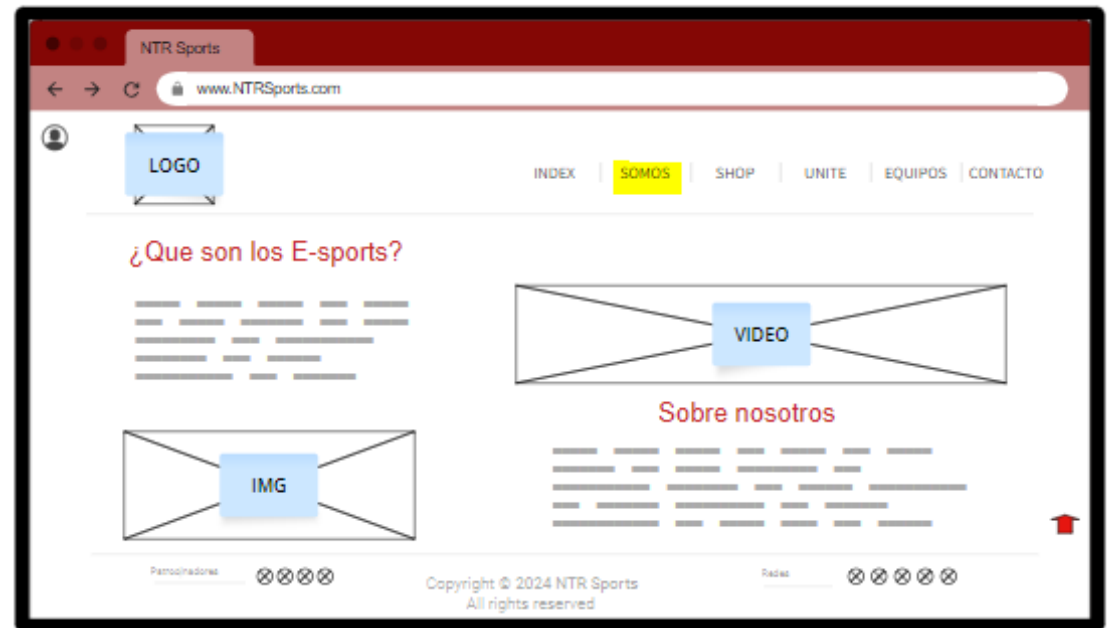 NTR Sports
www.NTRSports.com
LOGO
INDEX SOMOS SHOP UNITE EQUIPOS CONTACTO
¿Que son los E-sports?
VIDEO
Sobre nosotros
IMG
Patrocinadores
Redes
Copyright © 2024 NTR Sports
All rights reserved